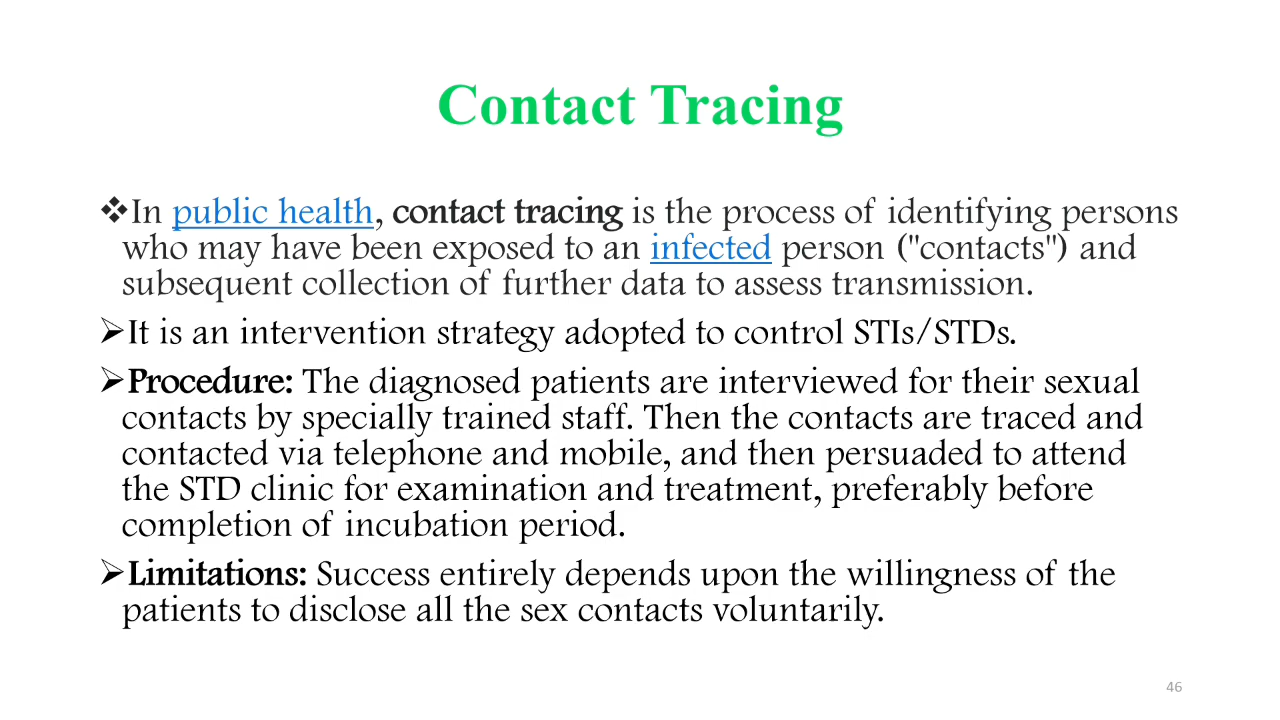 Contact Tracing
❖In public health, contact tracing is the process of identifying persons
who may have been exposed to an infected person ("contacts") and
subsequent collection of further data to assess transmission.
➢It is an intervention strategy adopted to control STIs/STDs.
➢Procedure: The diagnosed patients are interviewed for their sexual
contacts by specially trained staff. Then the contacts are traced and
contacted via telephone and mobile, and then persuaded to attend
the STD clinic for examination and treatment, preferably before
completion of incubation period.
➢Limitations: Success entirely depends upon the willingness of the
patients to disclose all the sex contacts voluntarily.
46